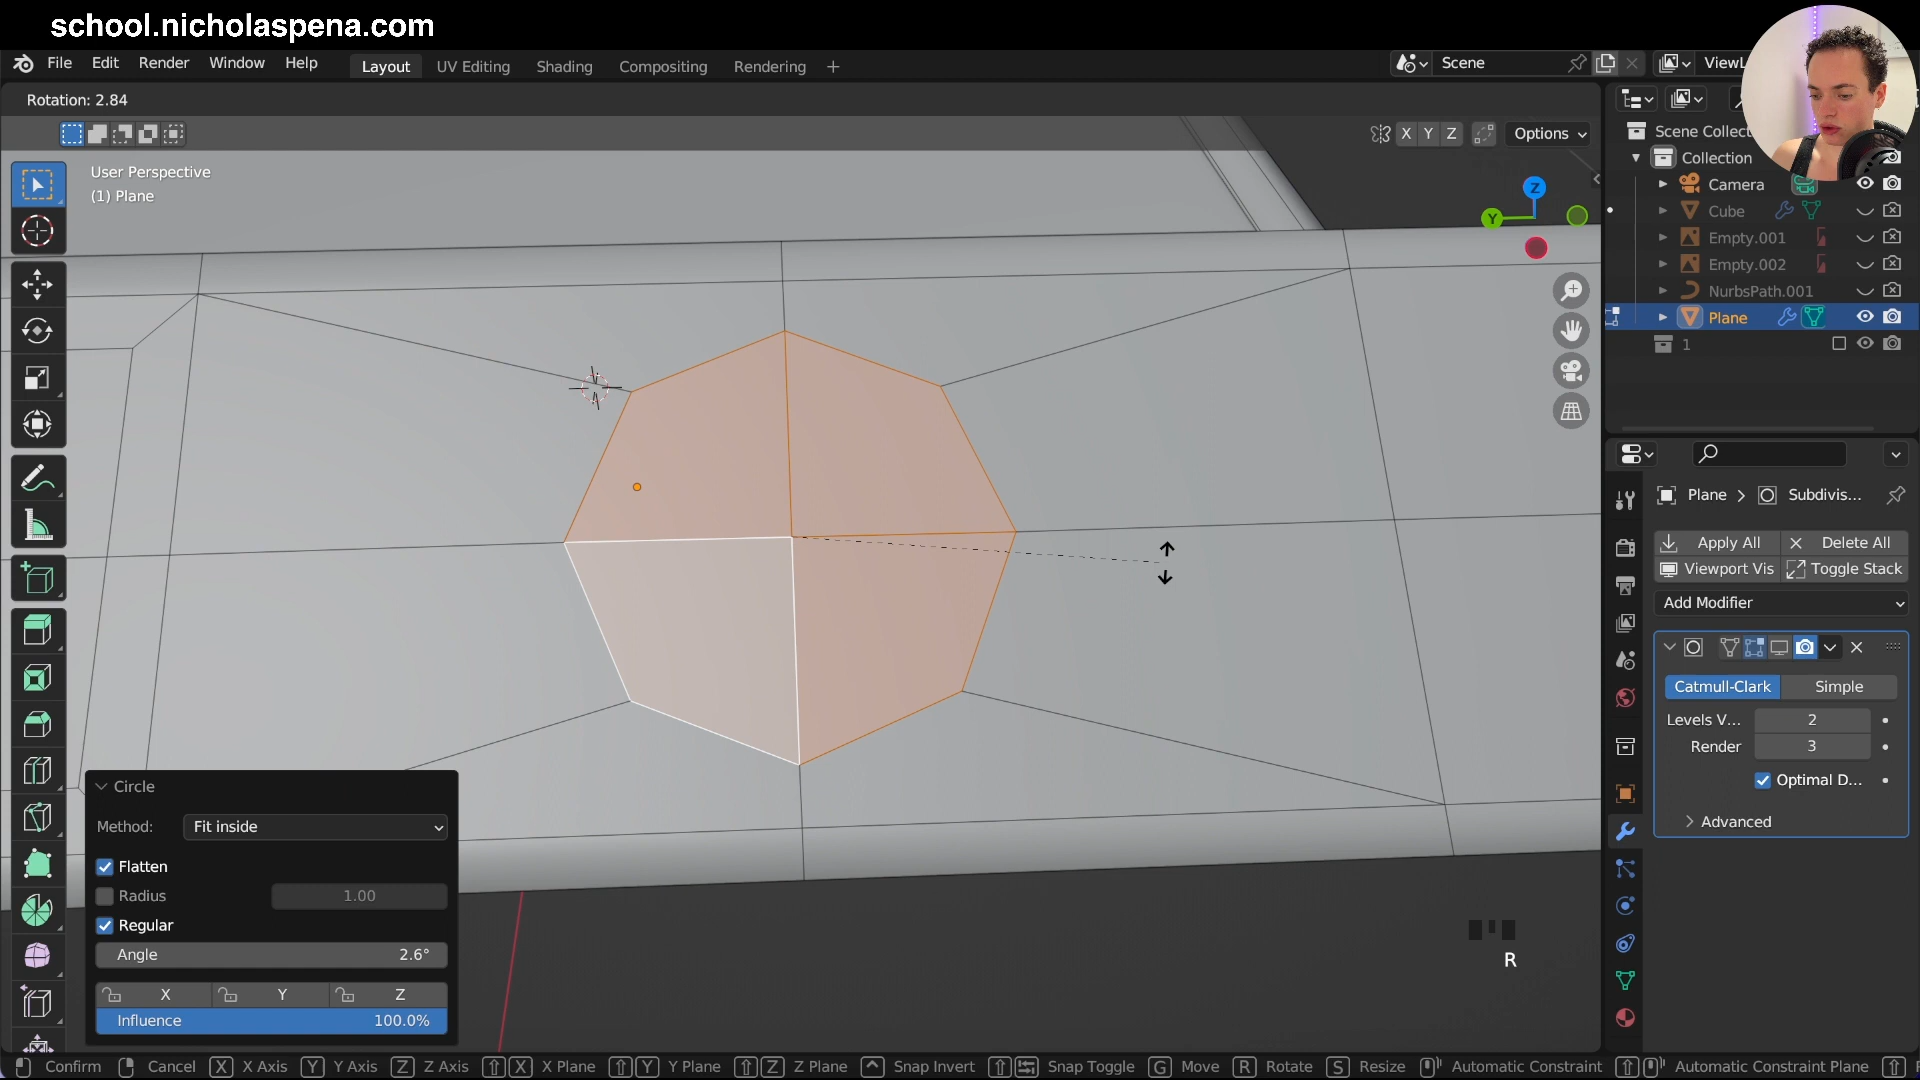 school.nicholaspena.com
File Edit Render Window Help Layout UV Editing Shading Compositing Rendering + Scene ViewL
Rotation: 2.84
X Y Z Options
User Perspective
(1) Plane
Z
Y
Scene Collect
Collection
Camera
Cube
Empty.001
Empty.002
NurbsPath.001
Plane
1
Plane > Subdivis...
Apply All Delete All
Viewport Vis Toggle Stack
Add Modifier
Catmull-Clark Simple
Levels V... 2
Render 3
Optimal D...
Advanced
Circle
Method: Fit inside
Flatten
Radius 1.00
Regular
Angle 2.6°
X Y Z
Influence 100.0%
R
Confirm Cancel X X Axis Y Y Axis Z Z Axis X X Plane Y Y Plane Z Z Plane Snap Invert Snap Toggle G Move R Rotate S Resize Automatic Constraint Automatic Constraint Plane